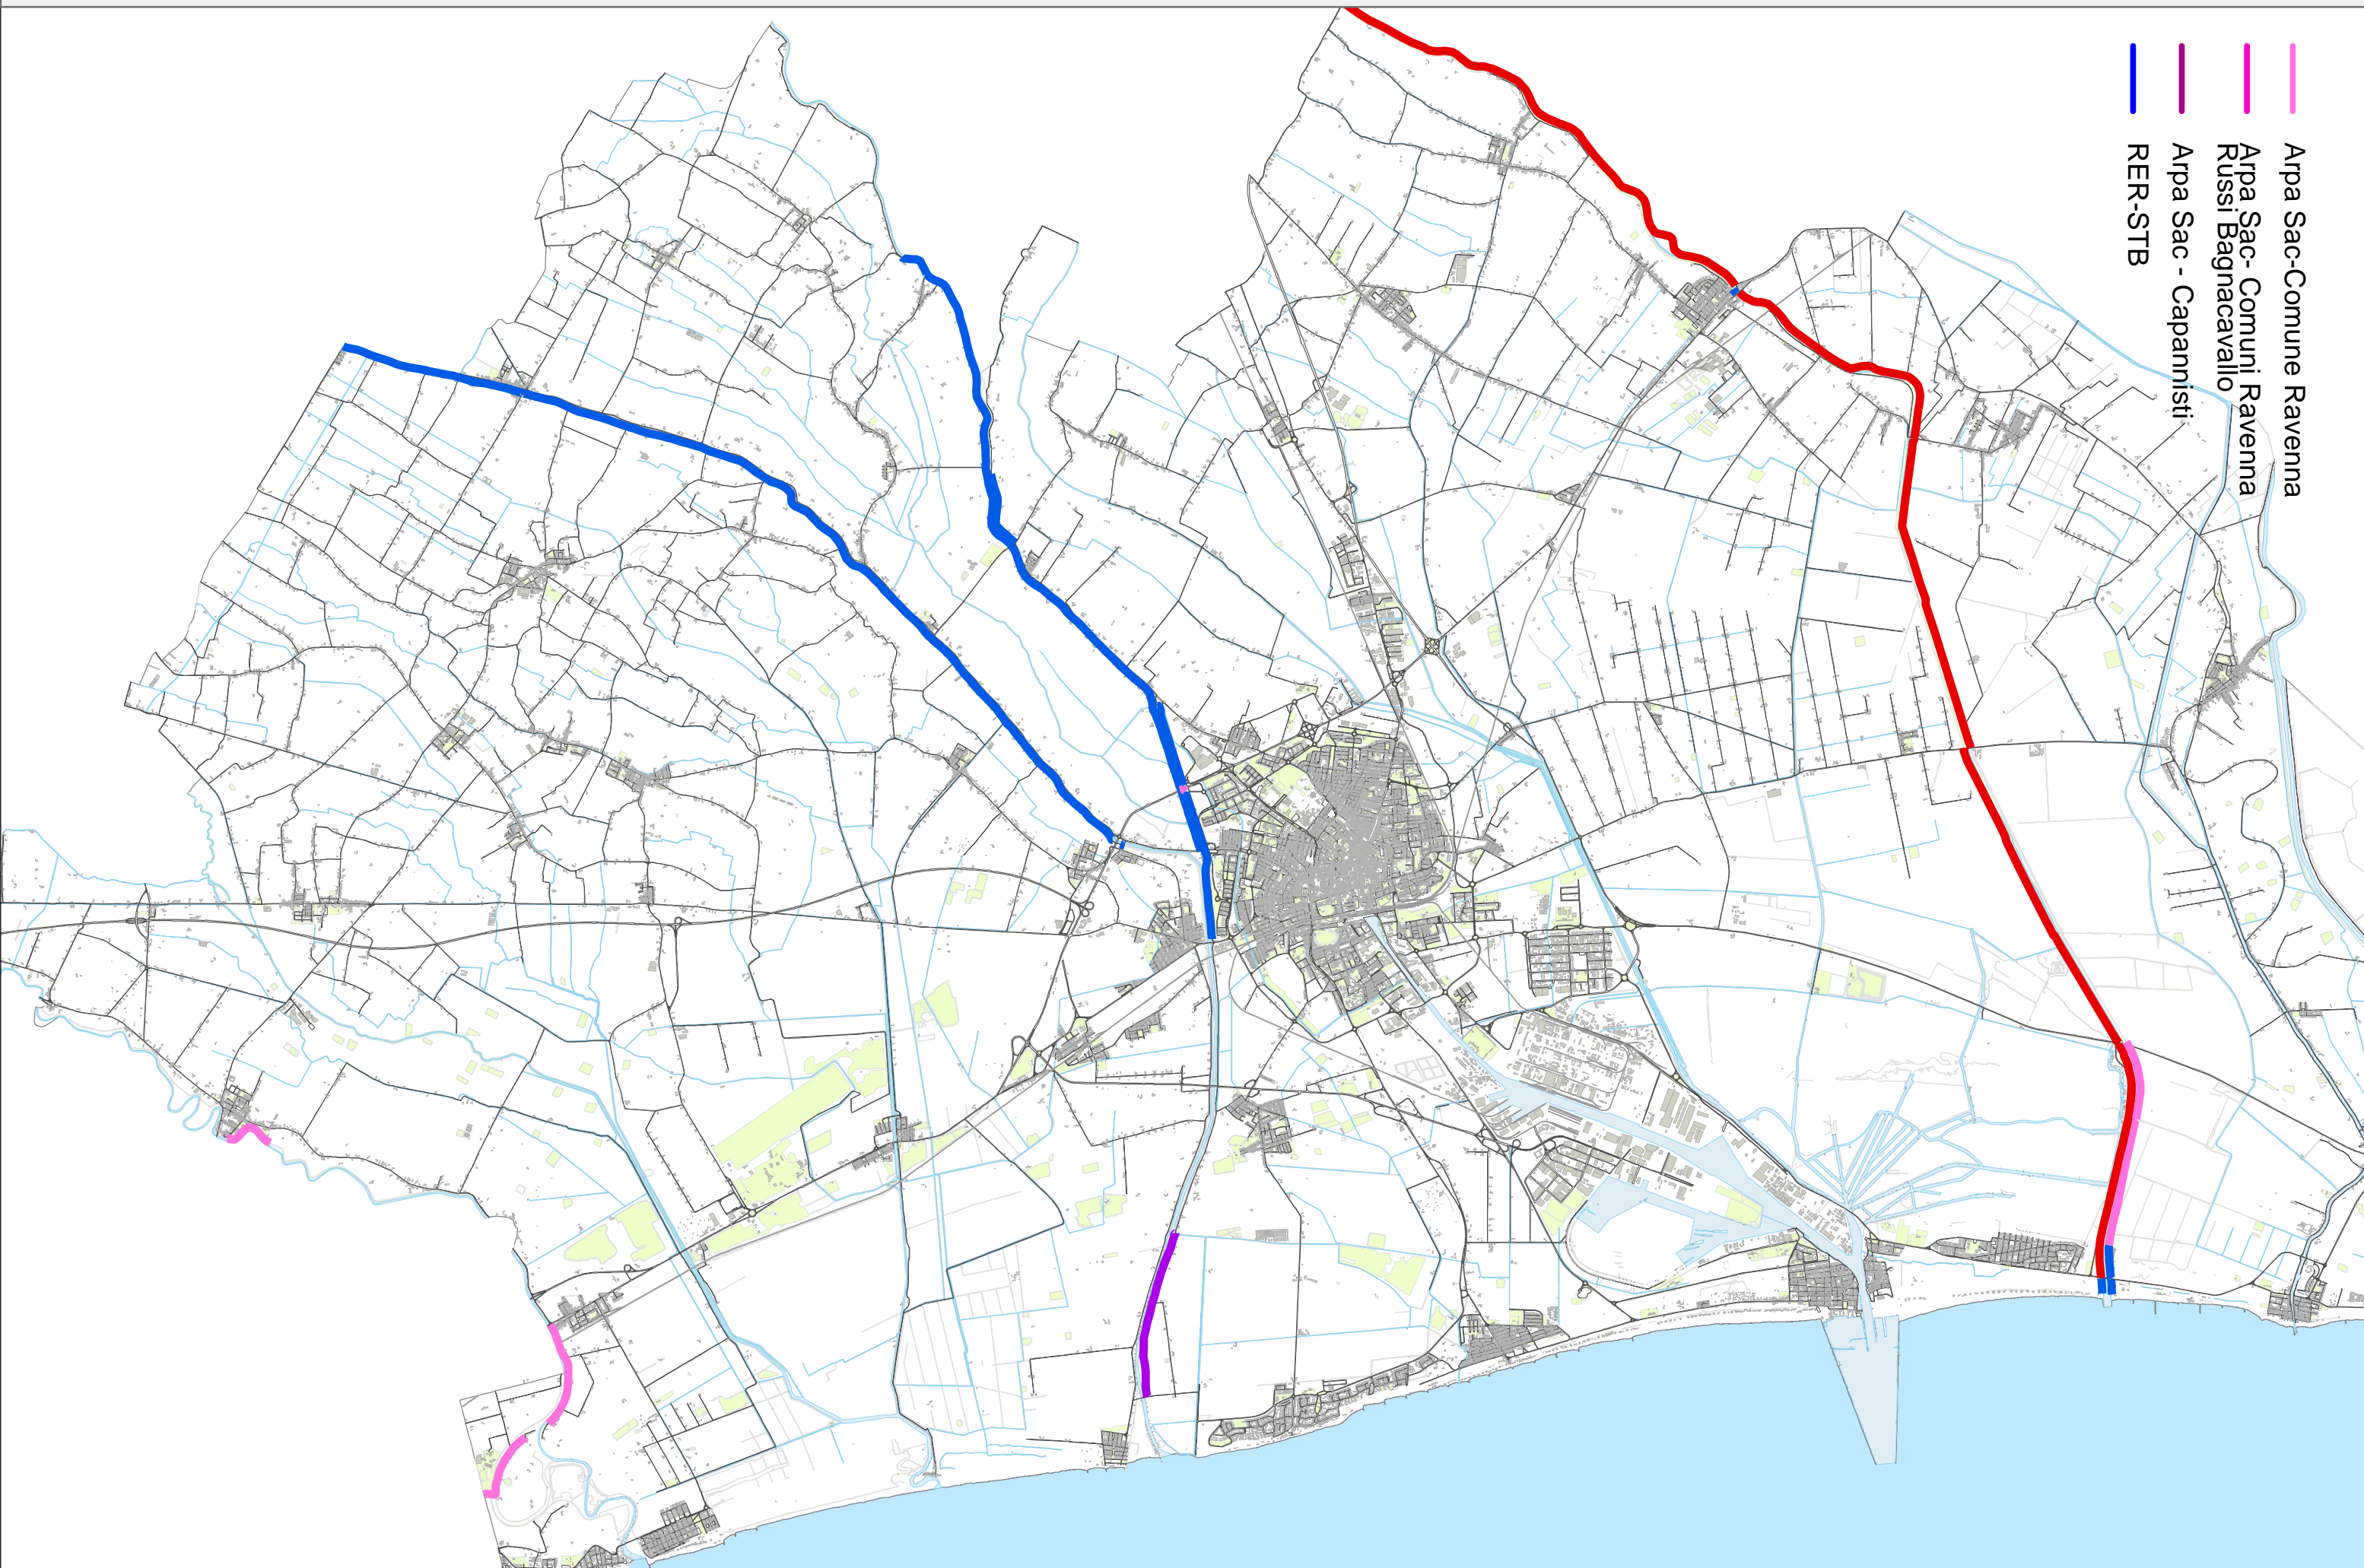 Arpa Sac-Comune Ravenna
Arpa Sac- Comuni Ravenna
Russi Bagnacavallo
Arpa Sac - Capannisti
RER-STB